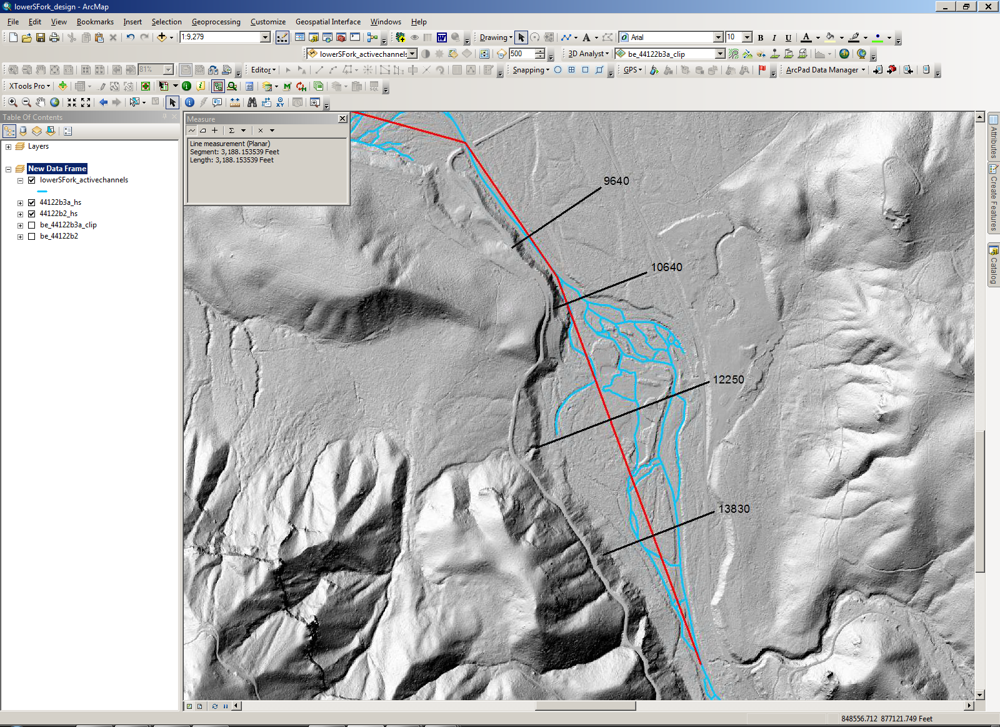 lowerSFork_design - ArcMap
File Edit View Bookmarks Insert Selection Geoprocessing Customize Geospatial Interface Windows Help
1:9,279 Drawing Arial 10 B I U A
lowerSFork_activechannels 500 3D Analyst be_44122b3a_clip
81% Editor Snapping GPS ArcPad Data Manager
XTools Pro SQL
XY
Table Of Contents
Layers
New Data Frame
lowerSFork_activechannels
44122b3a_hs
44122b2_hs
be_44122b3a_clip
be_44122b2
Measure
Line measurement (Planar)
Segment: 3,188.153539 Feet
Length: 3,188.153539 Feet
9640
10640
12250
13830
Attributes
Create Features
Catalog
848556.712 877121.749 Feet